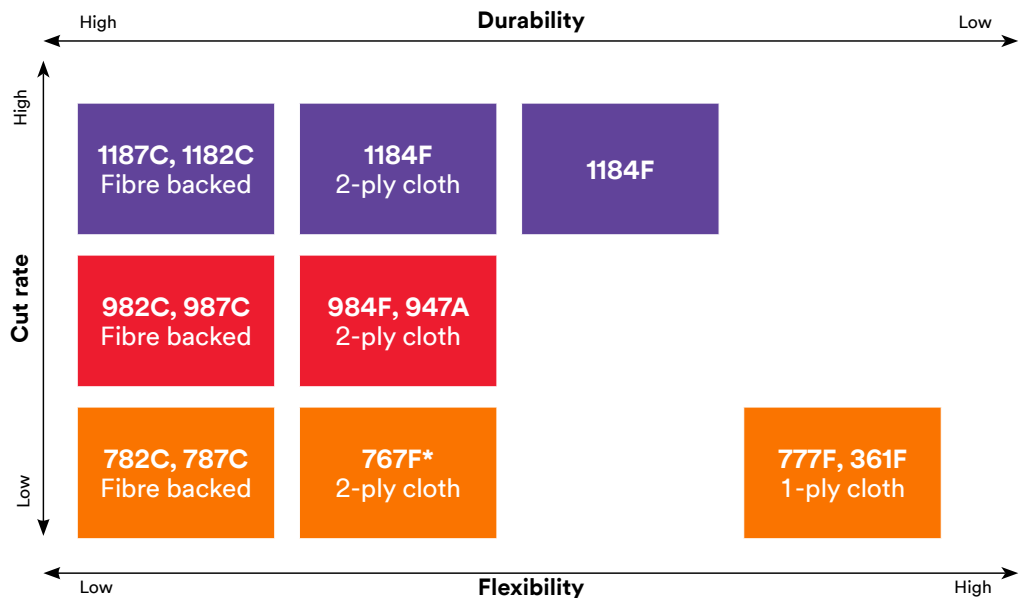 High
Durability
Low
High
Cut rate
Low
1187C, 1182C
Fibre backed
1184F
2-ply cloth
1184F
982C, 987C
Fibre backed
984F, 947A
2-ply cloth
782C, 787C
Fibre backed
767F*
2-ply cloth
777F, 361F
1-ply cloth
Low
Flexibility
High